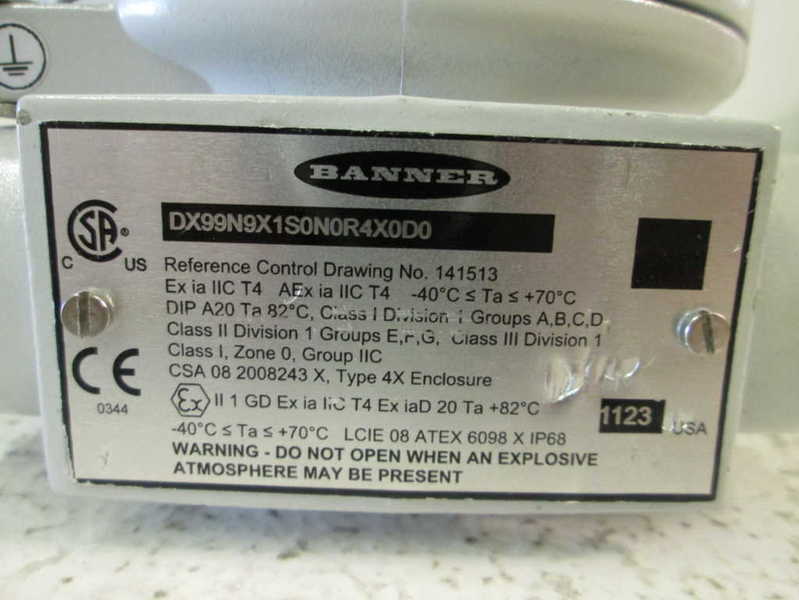 BANNER
DX99N9X1S0N0R4X0D0
CSA®
C US
Reference Control Drawing No. 141513
Ex ia IIC T4 AEx ia IIC T4 -40°C ≤ Ta ≤ +70°C
DIP A20 Ta 82°C, Class I Division 1 Groups A,B,C,D
Class II Division 1 Groups E,F,G, Class III Division 1
Class I, Zone 0, Group IIC
CSA 08 2008243 X, Type 4X Enclosure
CE
0344
Ex II 1 GD Ex ia IIC T4 Ex iaD 20 Ta +82°C
1123 USA
-40°C ≤ Ta ≤ +70°C LCIE 08 ATEX 6098 X IP68
WARNING - DO NOT OPEN WHEN AN EXPLOSIVE
ATMOSPHERE MAY BE PRESENT